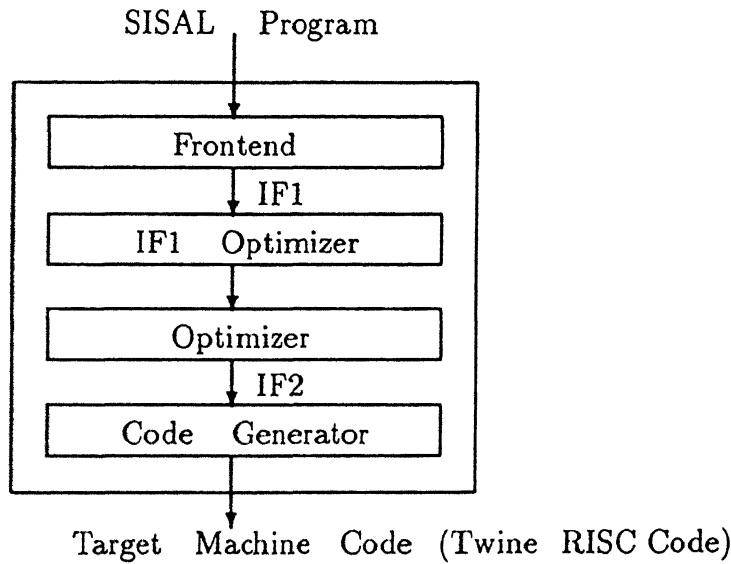 SISAL Program
Frontend
IF1
IF1 Optimizer
Optimizer
IF2
Code Generator
Target Machine Code (Twine RISC Code)